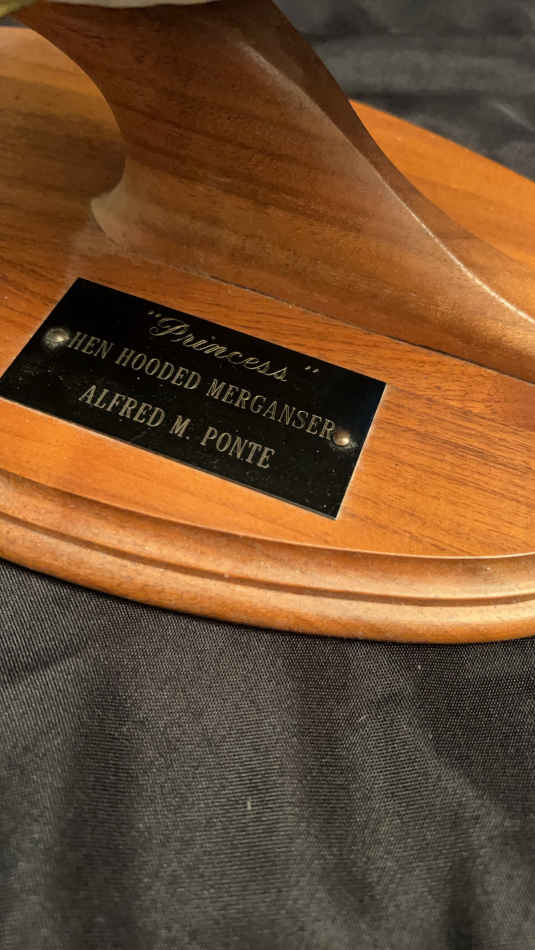 "Princess"
HEN HOODED MERGANSER
ALFRED M. PONTE